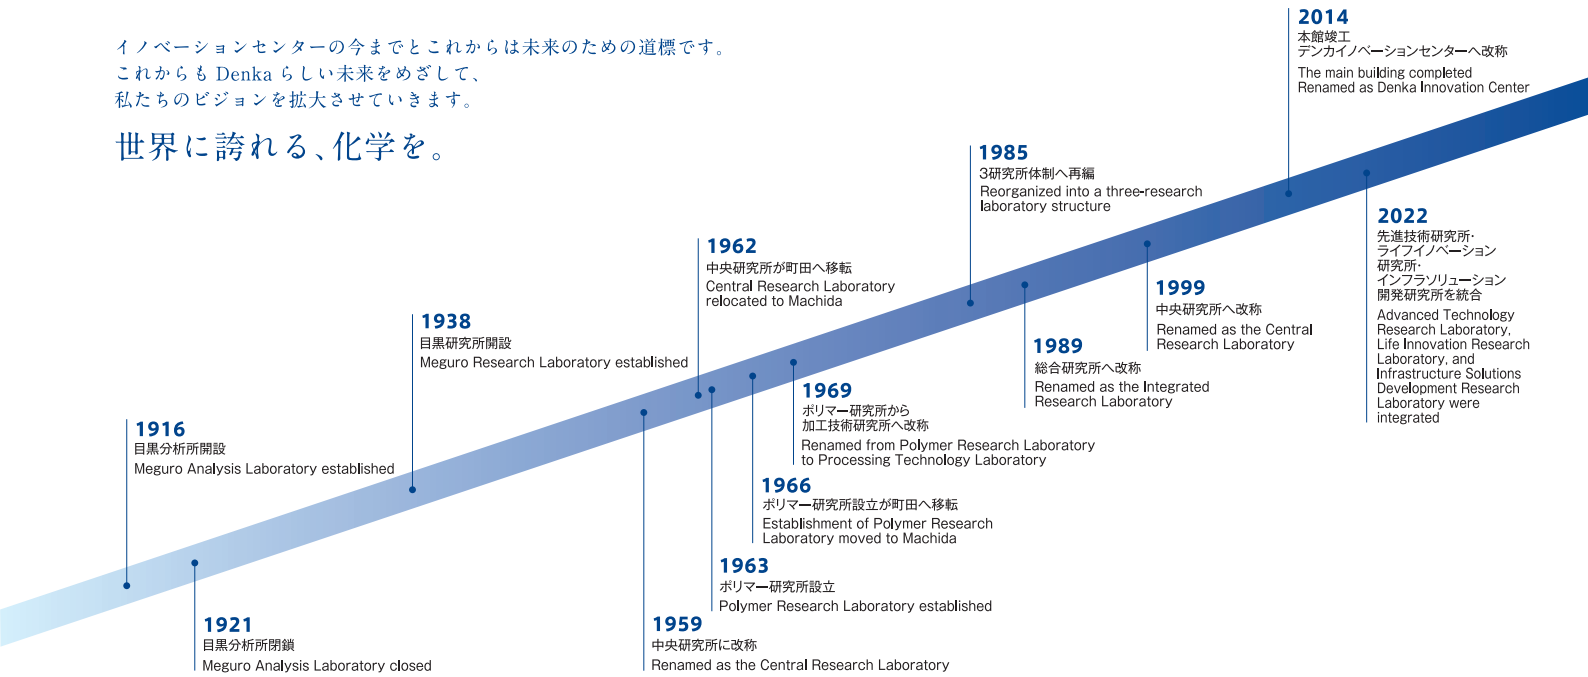 イノベーションセンターの今までとこれからは未来のための道標です。
これからも Denka らしい未来をめざして、
私たちのビジョンを拡大させていきます。
世界に誇れる、化学を。
1916
目黒分析所開設
Meguro Analysis Laboratory established
1921
目黒分析所閉鎖
Meguro Analysis Laboratory closed
1938
目黒研究所開設
Meguro Research Laboratory established
1959
中央研究所に改称
Renamed as the Central Research Laboratory
1962
中央研究所が町田へ移転
Central Research Laboratory
relocated to Machida
1963
ポリマー研究所設立
Polymer Research Laboratory established
1966
ポリマー研究所設立が町田へ移転
Establishment of Polymer Research
Laboratory moved to Machida
1969
ポリマー研究所から
加工技術研究所へ改称
Renamed from Polymer Research Laboratory
to Processing Technology Laboratory
1985
3研究所体制へ再編
Reorganized into a three-research
laboratory structure
1989
総合研究所へ改称
Renamed as the Integrated
Research Laboratory
1999
中央研究所へ改称
Renamed as the Central
Research Laboratory
2014
本館竣工
デンカイノベーションセンターへ改称
The main building completed
Renamed as Denka Innovation Center
2022
先進技術研究所・
ライフイノベーション
研究所・
インフラソリューション
開発研究所を統合
Advanced Technology
Research Laboratory,
Life Innovation Research
Laboratory, and
Infrastructure Solutions
Development Research
Laboratory were
integrated